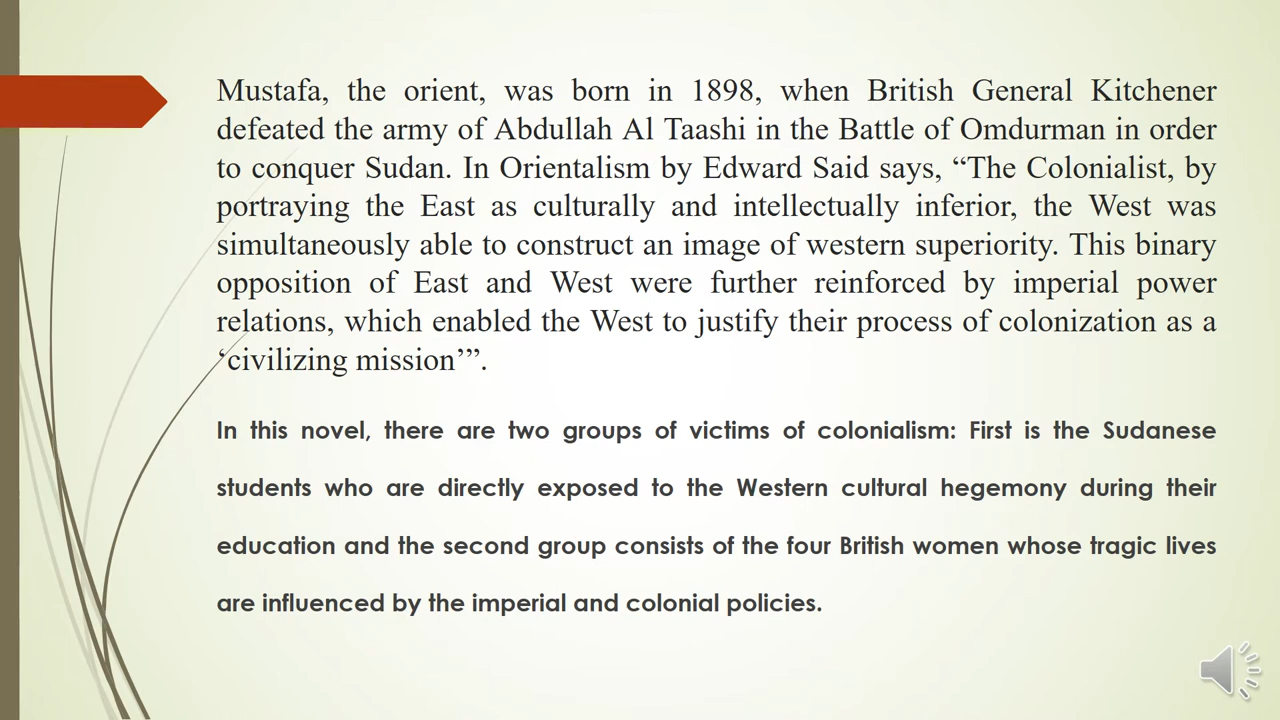 Mustafa, the orient, was born in 1898, when British General Kitchener
defeated the army of Abdullah Al Taashi in the Battle of Omdurman in order
to conquer Sudan. In Orientalism by Edward Said says, “The Colonialist, by
portraying the East as culturally and intellectually inferior, the West was
simultaneously able to construct an image of western superiority. This binary
opposition of East and West were further reinforced by imperial power
relations, which enabled the West to justify their process of colonization as a
‘civilizing mission’”.
In this novel, there are two groups of victims of colonialism: First is the Sudanese
students who are directly exposed to the Western cultural hegemony during their
education and the second group consists of the four British women whose tragic lives
are influenced by the imperial and colonial policies.